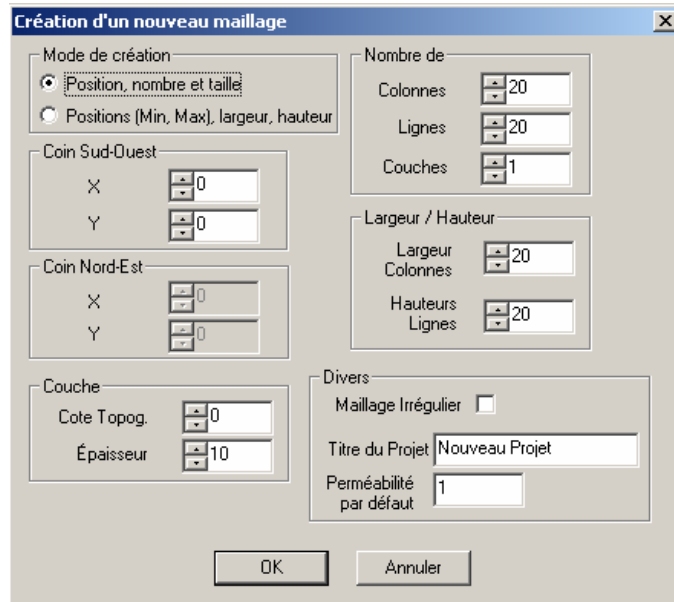 Création d'un nouveau maillage
Mode de création
Position, nombre et taille
Positions (Min, Max), largeur, hauteur
Coin Sud-Ouest
X 0
Y 0
Coin Nord-Est
X 0
Y 0
Couche
Cote Topog. 0
Épaisseur 10
Nombre de
Colonnes 20
Lignes 20
Couches 1
Largeur / Hauteur
Largeur
Colonnes 20
Hauteurs
Lignes 20
Divers
Maillage Irrégulier
Titre du Projet Nouveau Projet
Perméabilité
par défaut 1
OK
Annuler